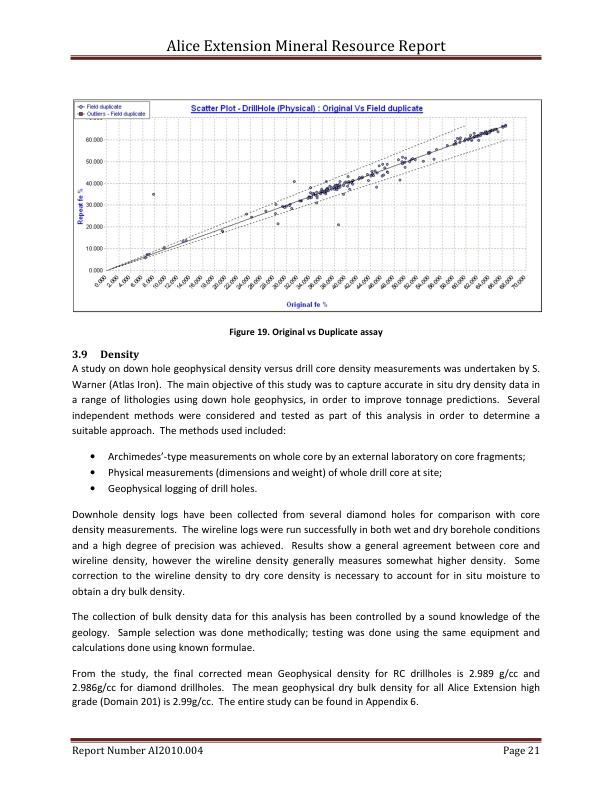 Alice Extension Mineral Resource Report
Field duplicate
Outliers - Field duplicate
Scatter Plot - DrillHole (Physical) : Original Vs Field duplicate
60.000
50.000
40.000
30.000
20.000
10.000
0.000
Repeat fe %
0.000 2.000 4.000 6.000 8.000 10.000 12.000 14.000 16.000 18.000 20.000 22.000 24.000 26.000 28.000 30.000 32.000 34.000 36.000 38.000 40.000 42.000 44.000 46.000 48.000 50.000 52.000 54.000 56.000 58.000 60.000 62.000 64.000 66.000 68.000 70.000
Original fe %
Figure 19. Original vs Duplicate assay
3.9 Density
A study on down hole geophysical density versus drill core density measurements was undertaken by S.
Warner (Atlas Iron). The main objective of this study was to capture accurate in situ dry density data in
a range of lithologies using down hole geophysics, in order to improve tonnage predictions. Several
independent methods were considered and tested as part of this analysis in order to determine a
suitable approach. The methods used included:
• Archimedes’-type measurements on whole core by an external laboratory on core fragments;
• Physical measurements (dimensions and weight) of whole drill core at site;
• Geophysical logging of drill holes.
Downhole density logs have been collected from several diamond holes for comparison with core
density measurements. The wireline logs were run successfully in both wet and dry borehole conditions
and a high degree of precision was achieved. Results show a general agreement between core and
wireline density, however the wireline density generally measures somewhat higher density. Some
correction to the wireline density to dry core density is necessary to account for in situ moisture to
obtain a dry bulk density.
The collection of bulk density data for this analysis has been controlled by a sound knowledge of the
geology. Sample selection was done methodically; testing was done using the same equipment and
calculations done using known formulae.
From the study, the final corrected mean Geophysical density for RC drillholes is 2.989 g/cc and
2.986g/cc for diamond drillholes. The mean geophysical dry bulk density for all Alice Extension high
grade (Domain 201) is 2.99g/cc. The entire study can be found in Appendix 6.
Report Number AI2010.004 Page 21